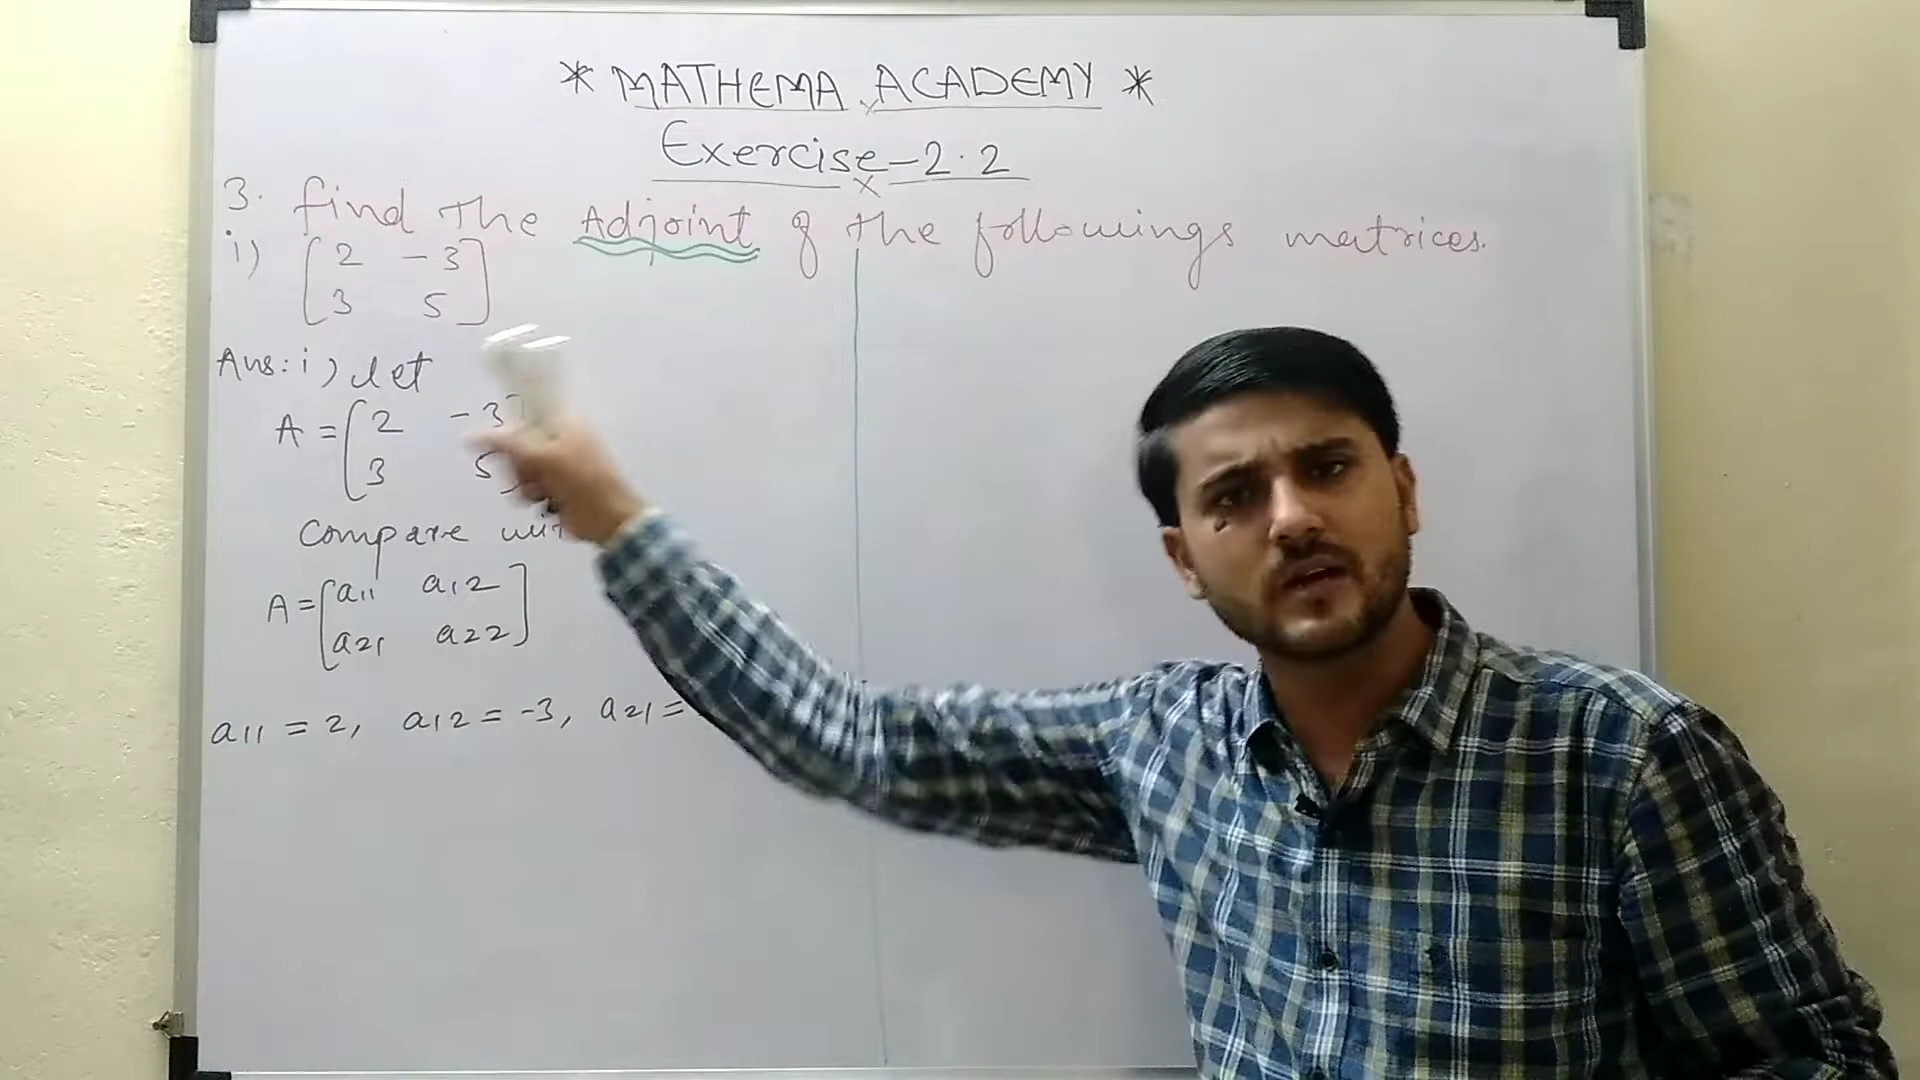 * MATHEMA ACADEMY *
Exercise-2.2
3. find the Adjoint of the followings matrices.
i) [2 -3
3 5]
Ans: i) let
A = [2 -3
3 5
Compare
A = [a11 a12
a21 a22]
a11 = 2, a12 = -3, a21 =